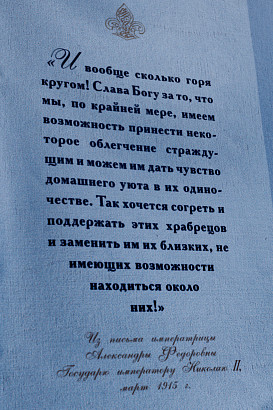 «И вообще сколько горя
кругом! Слава Богу за то, что
мы, по крайней мере, имеем
возможность принести неко-
торое облегчение стражду-
щим и можем им дать чувство
домашнего уюта в их одино-
честве. Так хочется согреть и
поддержать этих храбрецов
и заменить им их близких, не
имеющих возможности
находиться около
них!»
Из письма императрицы
Александры Федоровны
Государю императору Николаю II,
март 1915 г.